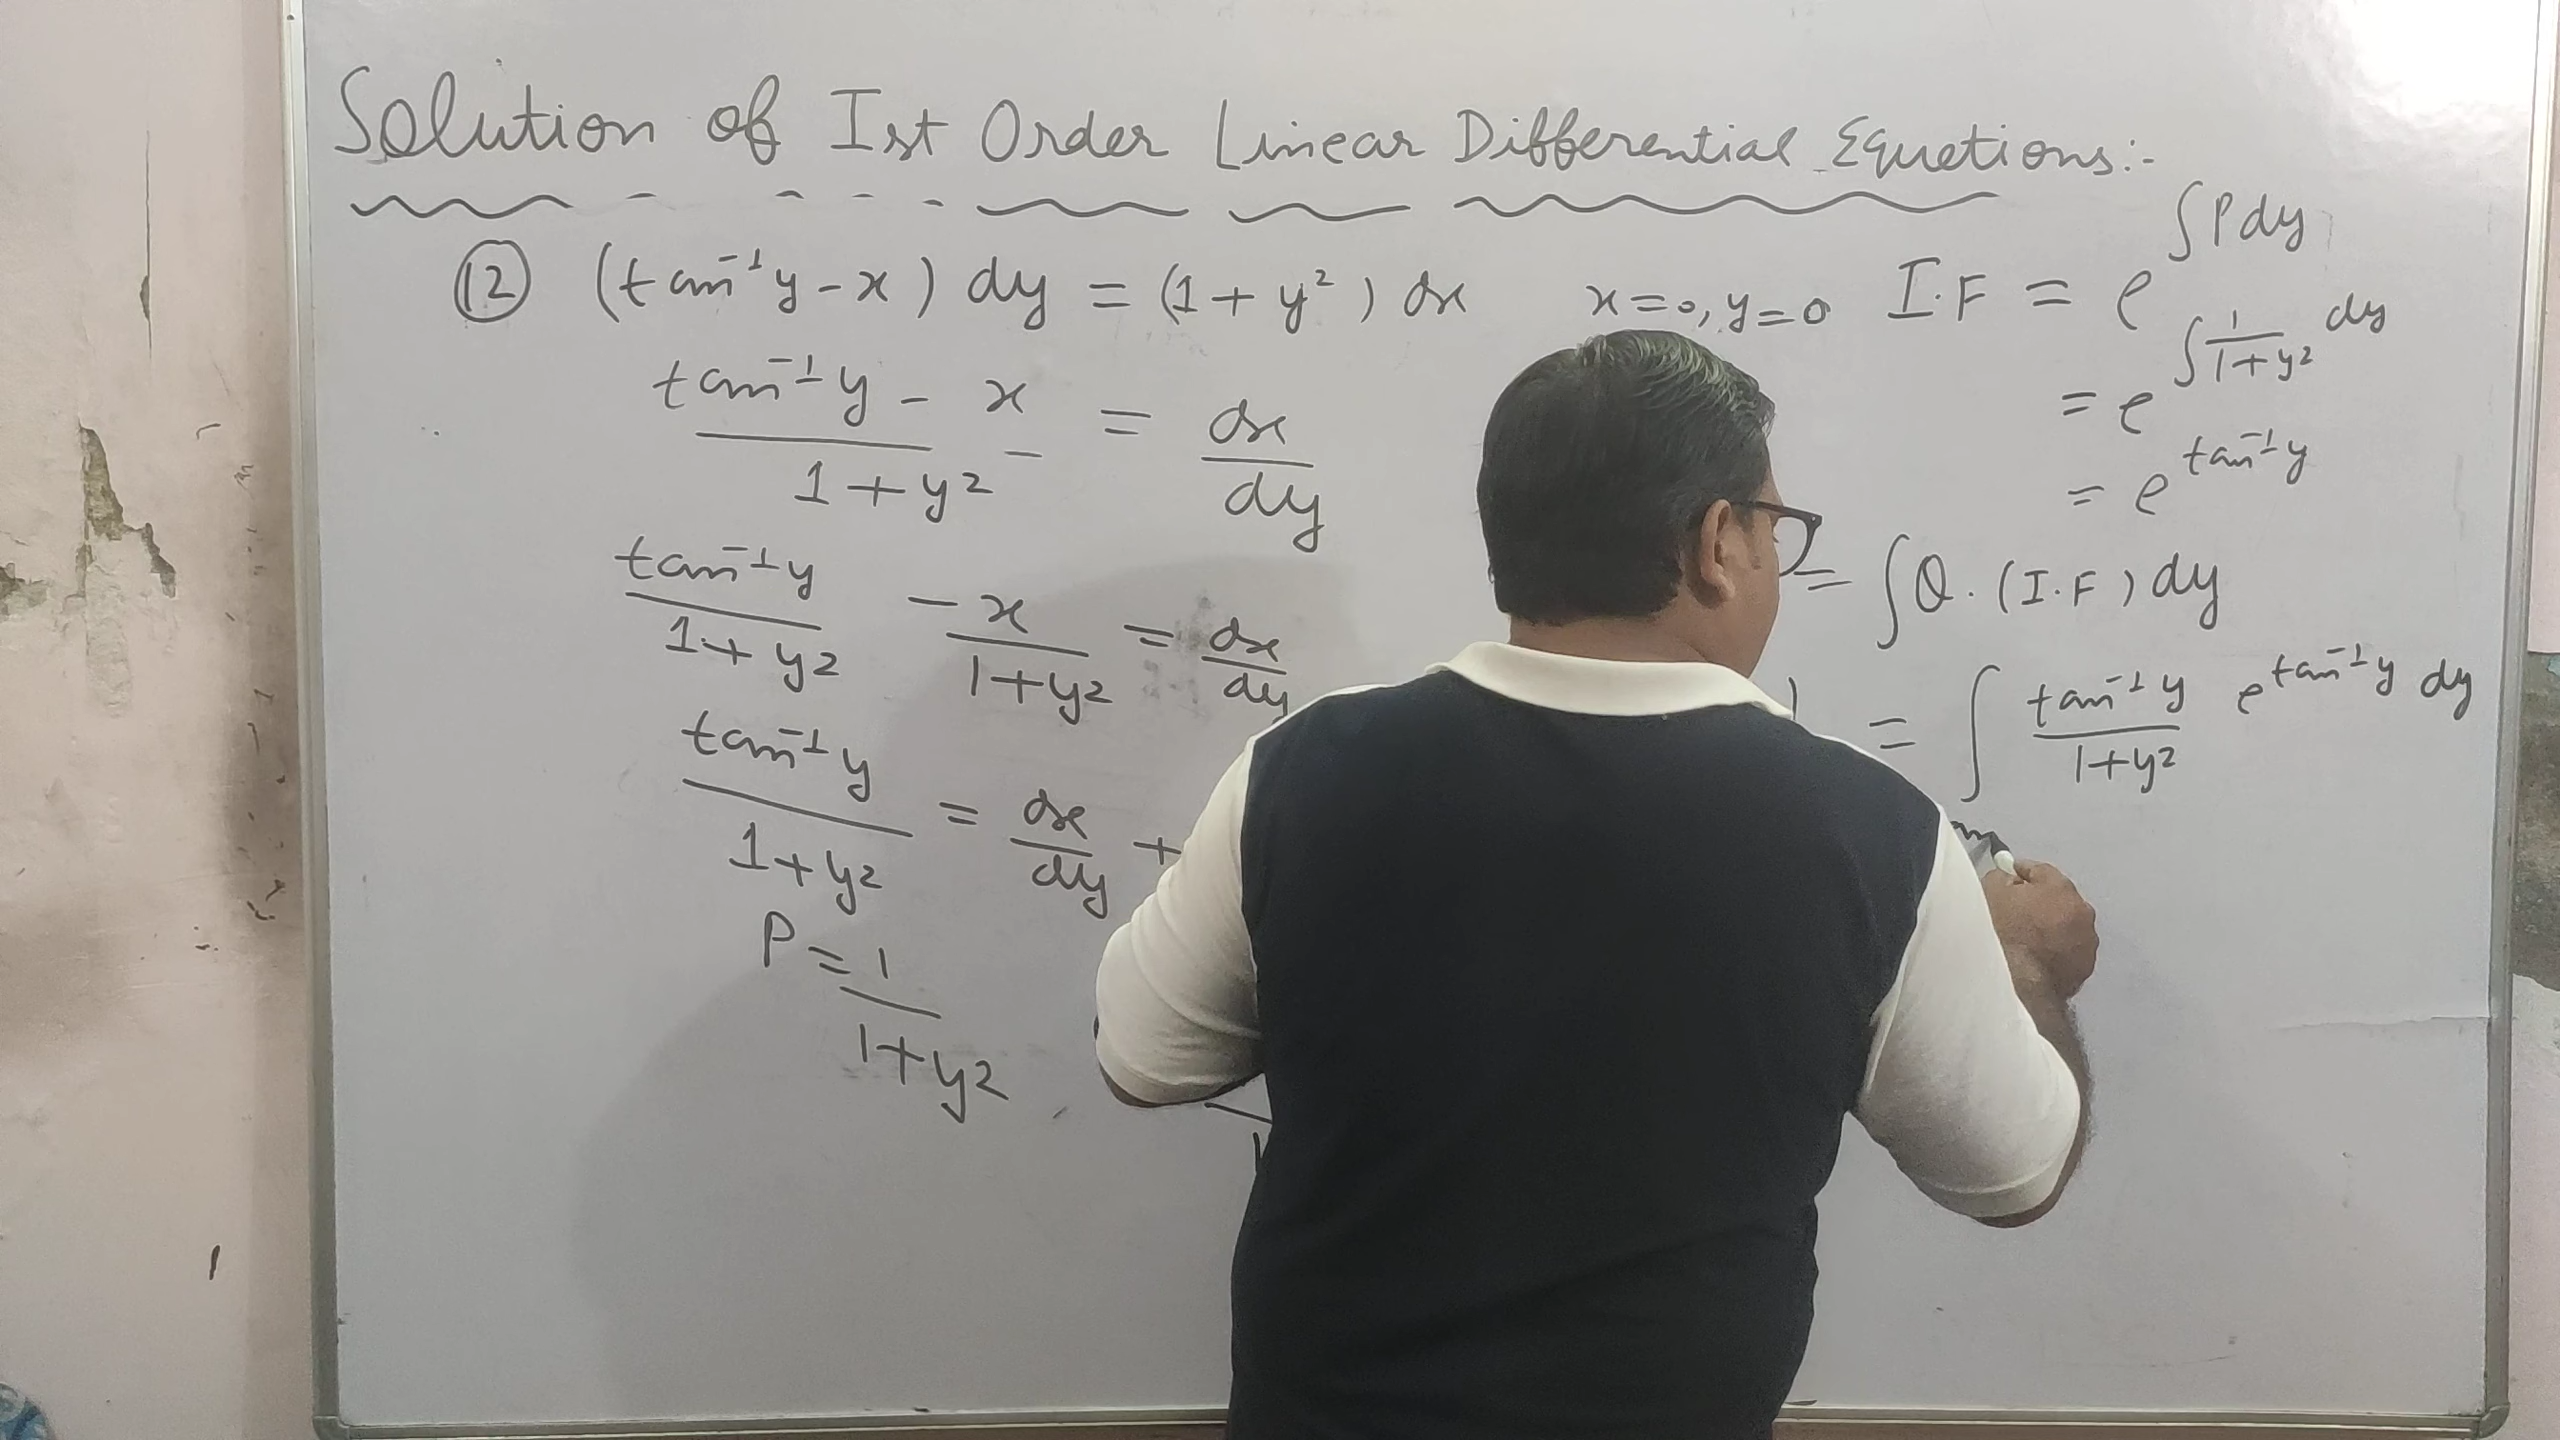 Solution of Ist Order Linear Differential Equetions:-
⑫ (tan⁻¹y - x) dy = (1 + y²) dx    x=0, y=0
tan⁻¹y - x / 1 + y² = dx/dy
tan⁻¹y / 1 + y² - x / 1 + y² = dx/dy
tan⁻¹y / 1 + y² = dx/dy +
P = 1 / 1 + y²
I.F = e^∫Pdy
= e^∫ 1/1+y² dy
= e^tan⁻¹y
= ∫Q.(I.F) dy
= ∫ tan⁻¹y / 1+y² e^tan⁻¹y dy